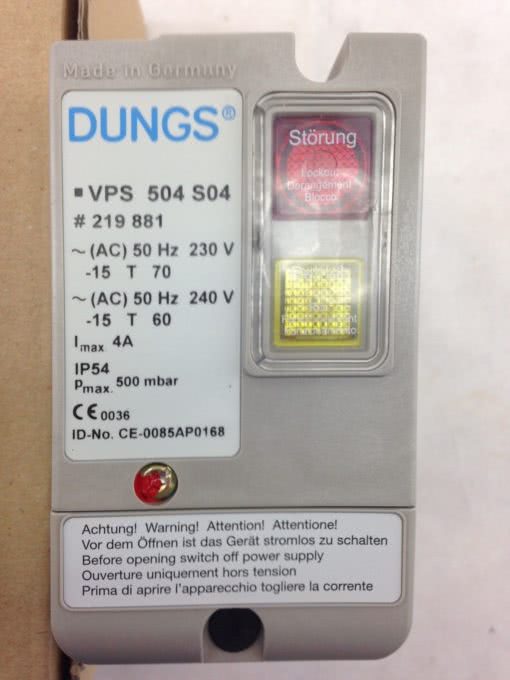 Made in Germany
DUNGS®
▪ VPS 504 S04
# 219 881
~ (AC) 50 Hz 230 V
-15 T 70
~ (AC) 50 Hz 240 V
-15 T 60
Imax. 4A
IP54
Pmax. 500 mbar
CE 0036
ID-No. CE-0085AP0168
Störung
Lockout
Dérangement
Blocco
Achtung! Warning! Attention! Attentione!
Vor dem Öffnen ist das Gerät stromlos zu schalten
Before opening switch off power supply
Ouverture uniquement hors tension
Prima di aprire l'apparecchio togliere la corrente